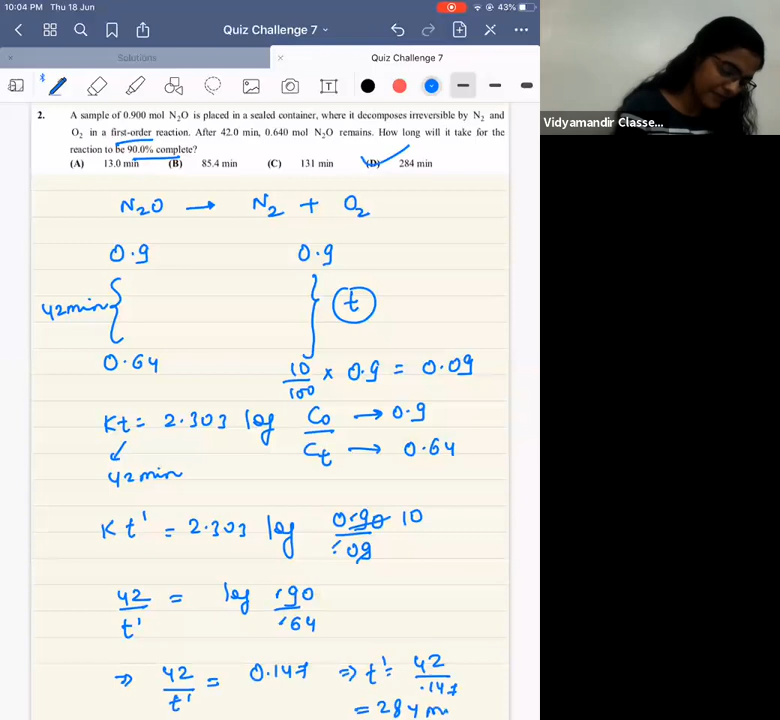 10:04 PM Thu 18 Jun 43%
Quiz Challenge 7
Solutions Quiz Challenge 7
Vidyamandir Classe...
2. A sample of 0.900 mol N₂O is placed in a sealed container, where it decomposes irreversible by N₂ and
O₂ in a first-order reaction. After 42.0 min, 0.640 mol N₂O remains. How long will it take for the
reaction to be 90.0% complete?
(A) 13.0 min (B) 85.4 min (C) 131 min (D) 284 min
N₂O → N₂ + O₂
0.9 0.9
42min t
0.64
10/100 × 0.9 = 0.09
Kt = 2.303 log C₀/Cₜ → 0.9 → 0.64
42min
Kt' = 2.303 log 0.90/.09 10
42/t' = log .90/.64
⇒ 42/t' = 0.147 ⇒ t' = 42/.147
= 284 m